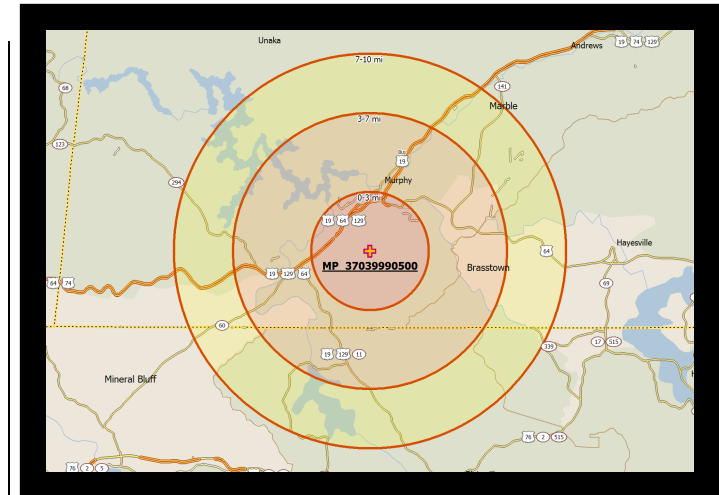 Unaka
Andrews
19 74 129
7-10 mi
68
141
Marble
3-7 mi
123
Bus
19
294
Murphy
0-3 mi
19 64 129
Hayesville
64
MP_37039990500
Brasstown
19 129 64
64 74
69
60
339
17 515
19 129 11
Mineral Bluff
76 2 515
76 2 5